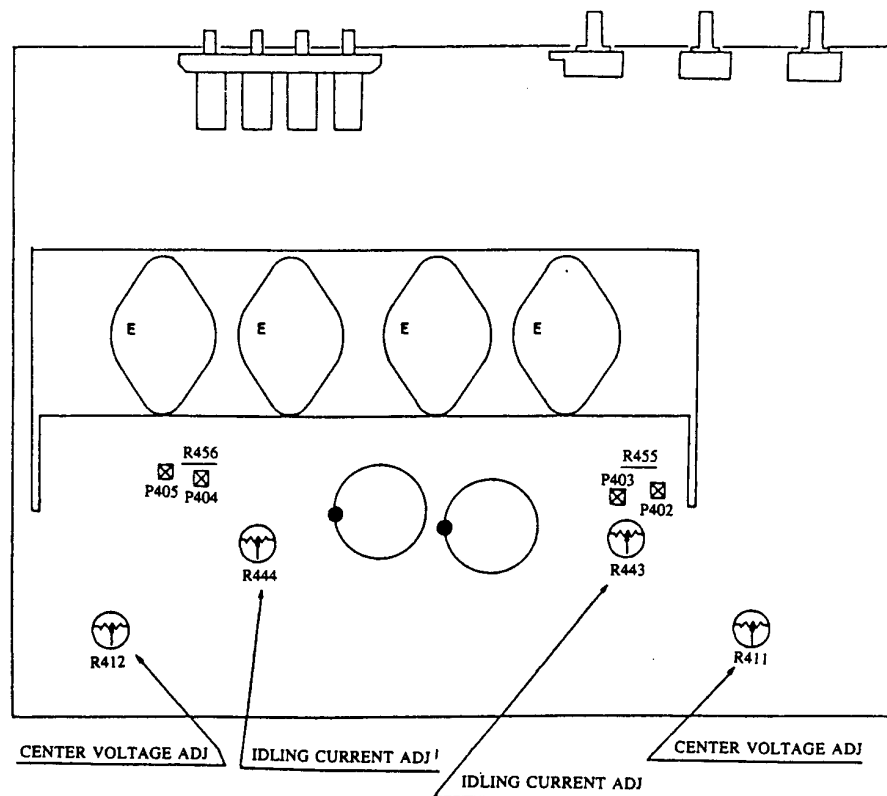 E E E E
R456
P405 P404
R455
P403
P402
R444
R443
R412
R411
CENTER VOLTAGE ADJ
IDLING CURRENT ADJ
IDLING CURRENT ADJ
CENTER VOLTAGE ADJ